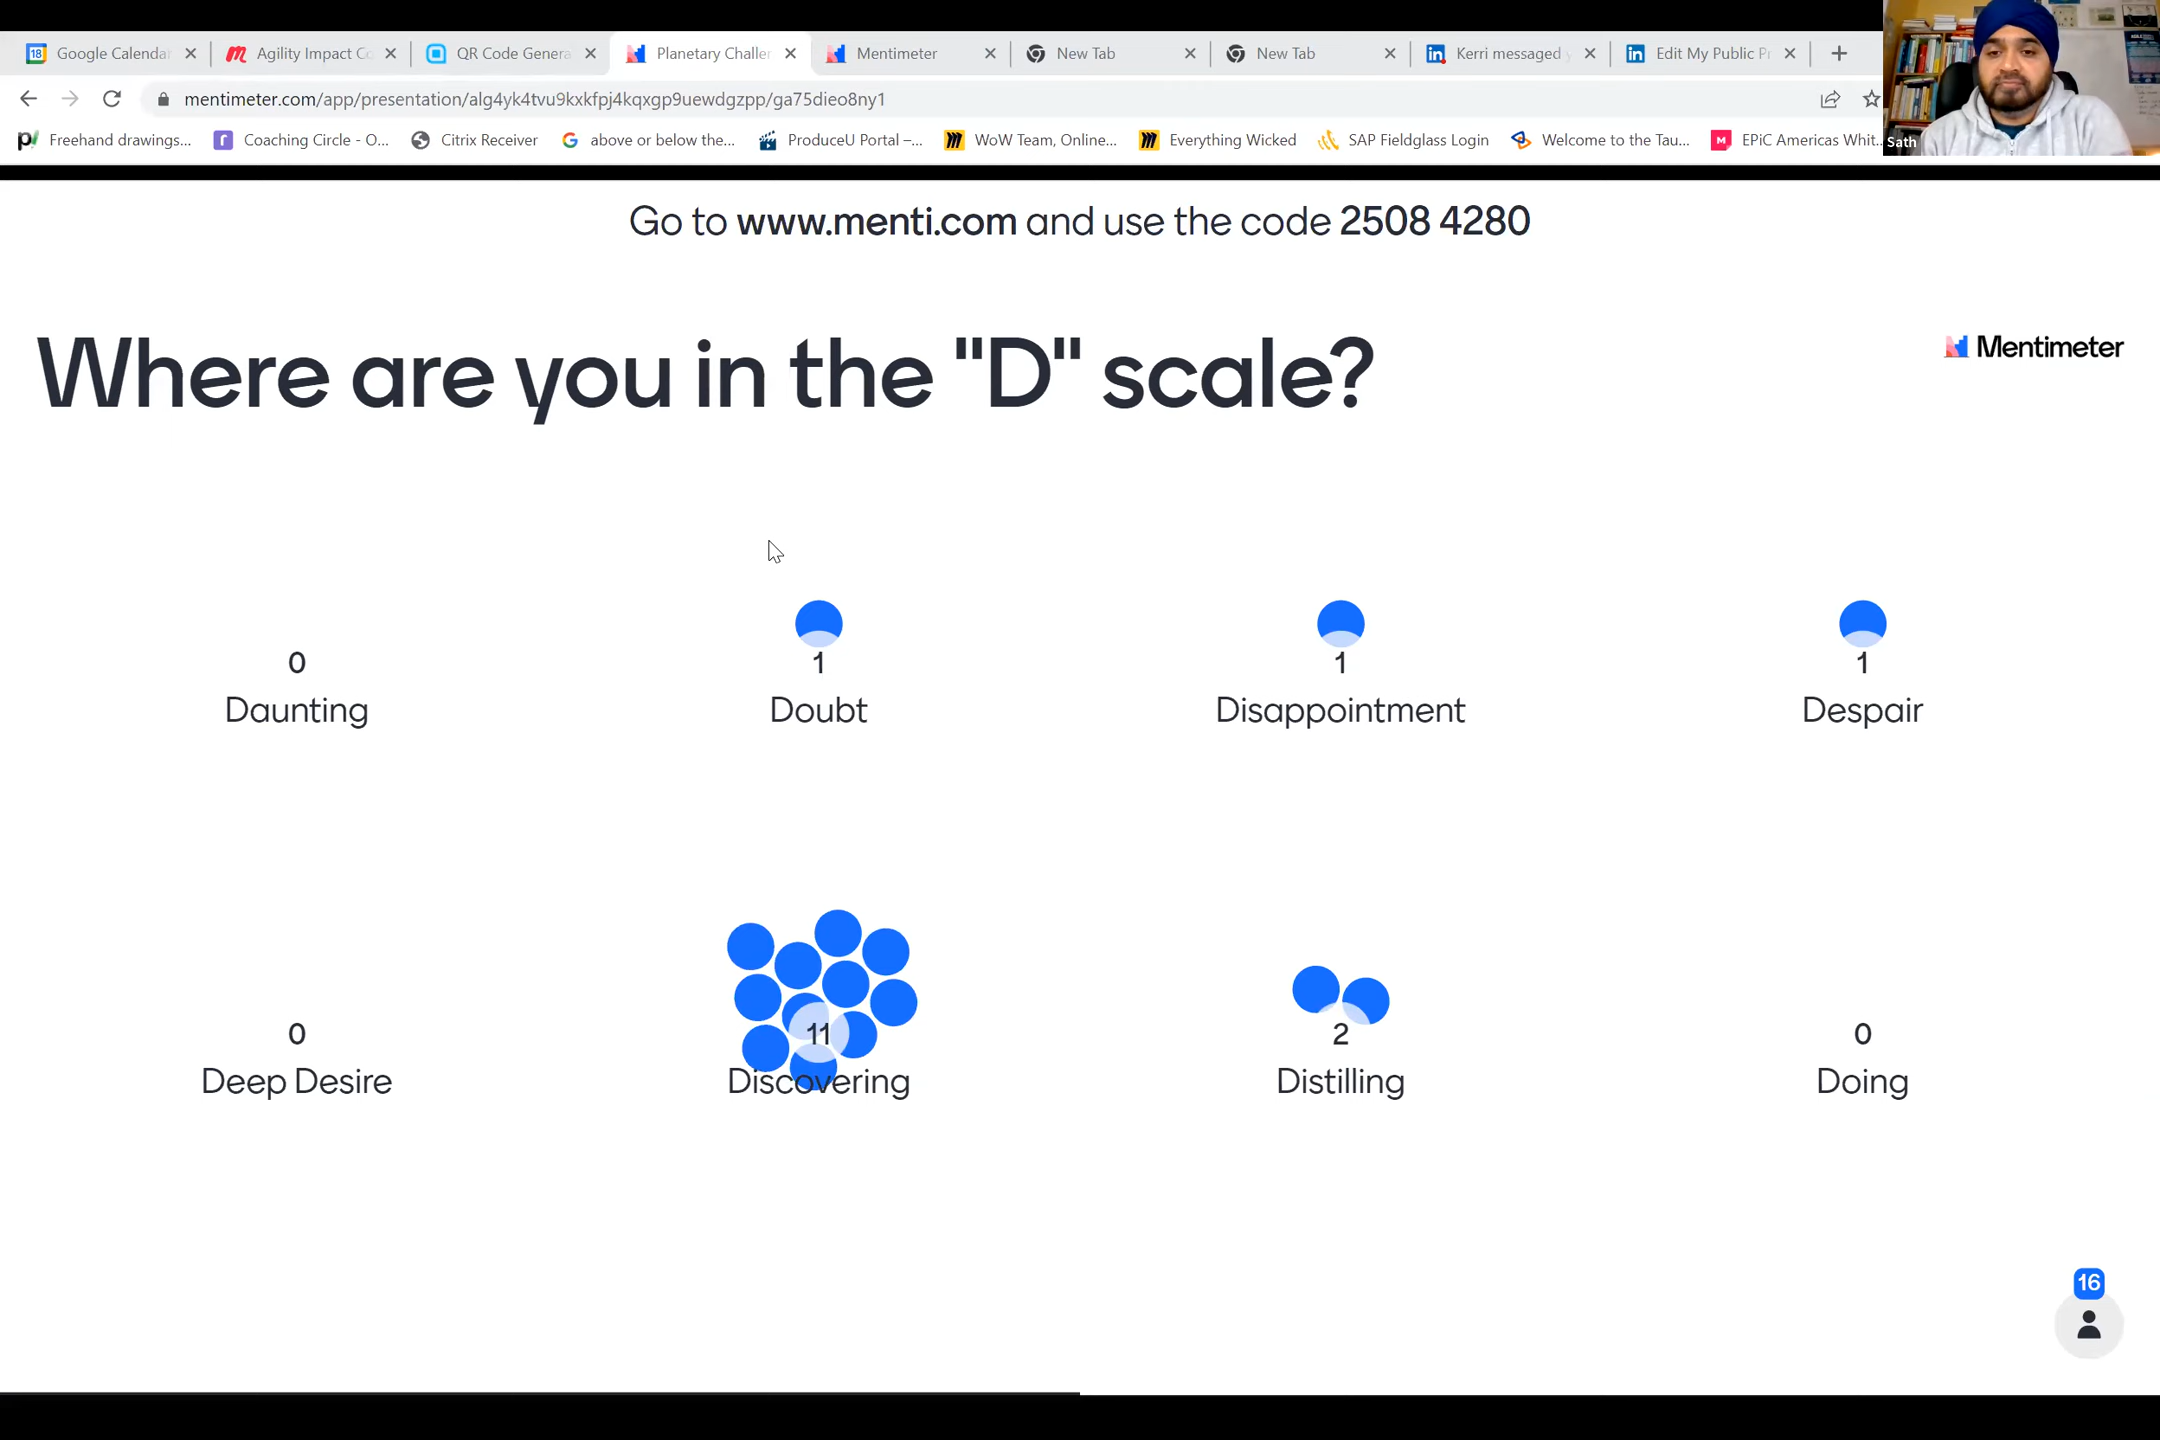 Google Calendar
Agility Impact Co
QR Code Genera
Planetary Challer
Mentimeter
New Tab
New Tab
Kerri messaged y
Edit My Public Pr
mentimeter.com/app/presentation/alg4yk4tvu9kxkfpj4kqxgp9uewdgzpp/ga75dieo8ny1
Freehand drawings...
Coaching Circle - O...
Citrix Receiver
above or below the...
ProduceU Portal –...
WoW Team, Online...
Everything Wicked
SAP Fieldglass Login
Welcome to the Tau...
EPiC Americas Whit...
Sath
Go to www.menti.com and use the code 2508 4280
Where are you in the "D" scale?
Mentimeter
0
Daunting
1
Doubt
1
Disappointment
1
Despair
0
Deep Desire
11
Discovering
2
Distilling
0
Doing
16